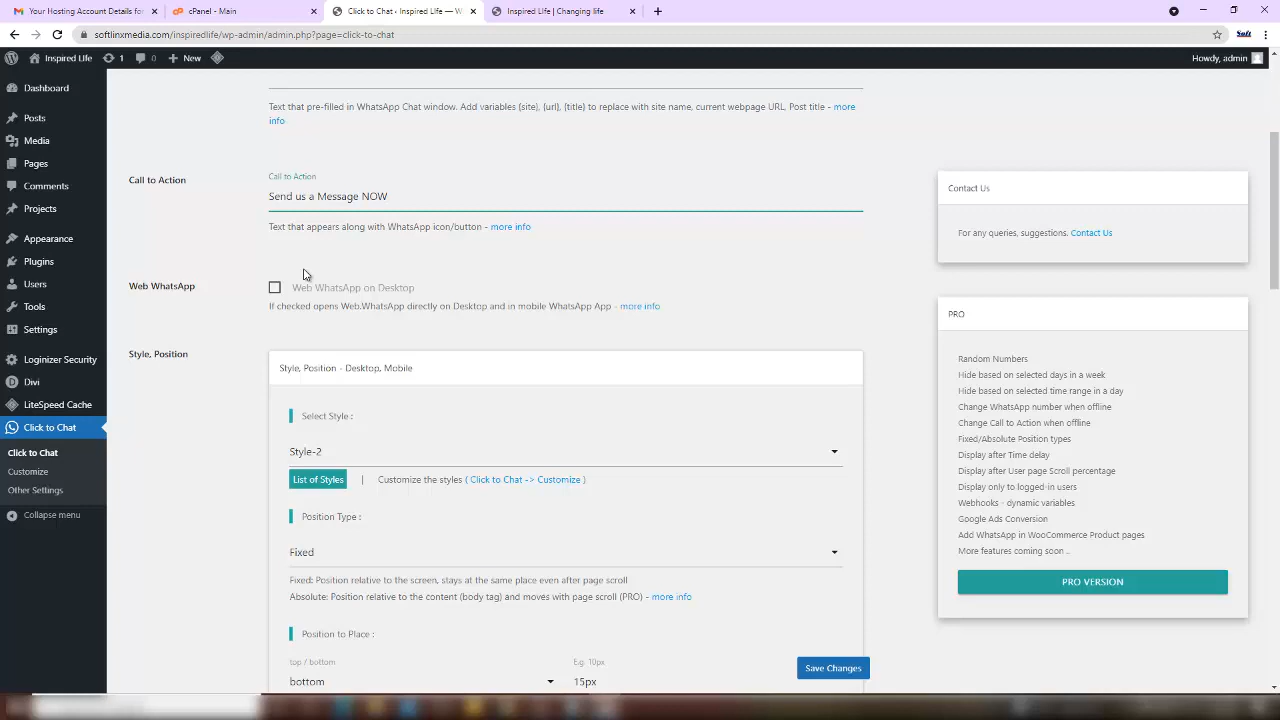 Your Hosting Account Details for
cPanel - Main
Click to Chat ‹ Inspired Life — W
Inspired Life | Changing life
softlinxmedia.com/inspiredlife/wp-admin/admin.php?page=click-to-chat
Soft
Inspired Life
1
0
New
Howdy, admin
Dashboard
Posts
Media
Pages
Comments
Projects
Appearance
Plugins
Users
Tools
Settings
Loginizer Security
Divi
LiteSpeed Cache
Click to Chat
Click to Chat
Customize
Other Settings
Collapse menu
Text that pre-filled in WhatsApp Chat window. Add variables {site}, {url}, {title} to replace with site name, current webpage URL, Post title - more
info
Call to Action
Call to Action
Send us a Message NOW
Text that appears along with WhatsApp icon/button - more info
Web WhatsApp
Web WhatsApp on Desktop
If checked opens Web.WhatsApp directly on Desktop and in mobile WhatsApp App - more info
Style, Position
Style, Position - Desktop, Mobile
Select Style :
Style-2
List of Styles | Customize the styles ( Click to Chat -> Customize )
Position Type :
Fixed
Fixed: Position relative to the screen, stays at the same place even after page scroll
Absolute: Position relative to the content (body tag) and moves with page scroll (PRO) - more info
Position to Place :
top / bottom
E.g. 10px
bottom
15px
Save Changes
Contact Us
For any queries, suggestions. Contact Us
PRO
Random Numbers
Hide based on selected days in a week
Hide based on selected time range in a day
Change WhatsApp number when offline
Change Call to Action when offline
Fixed/Absolute Position types
Display after Time delay
Display after User page Scroll percentage
Display only to logged-in users
Webhooks - dynamic variables
Google Ads Conversion
Add WhatsApp in WooCommerce Product pages
More features coming soon ..
PRO VERSION